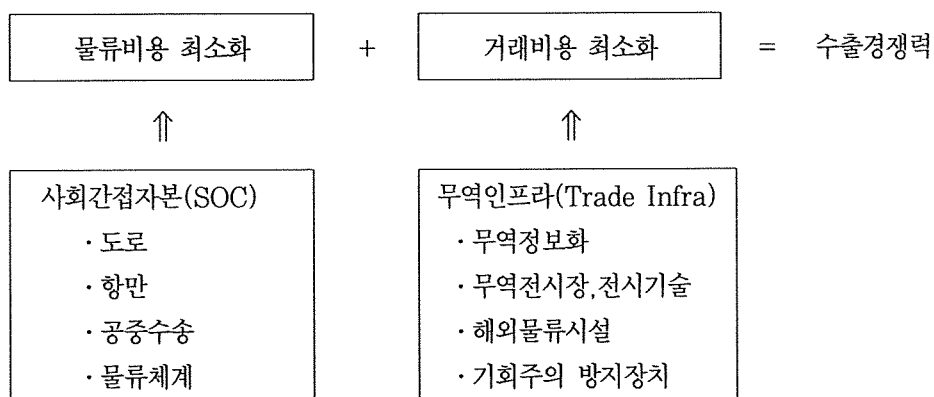 물류비용 최소화 + 거래비용 최소화 = 수출경쟁력
⇑ ⇑
사회간접자본(SOC)
· 도로
· 항만
· 공중수송
· 물류체계
무역인프라(Trade Infra)
· 무역정보화
· 무역전시장,전시기술
· 해외물류시설
· 기회주의 방지장치